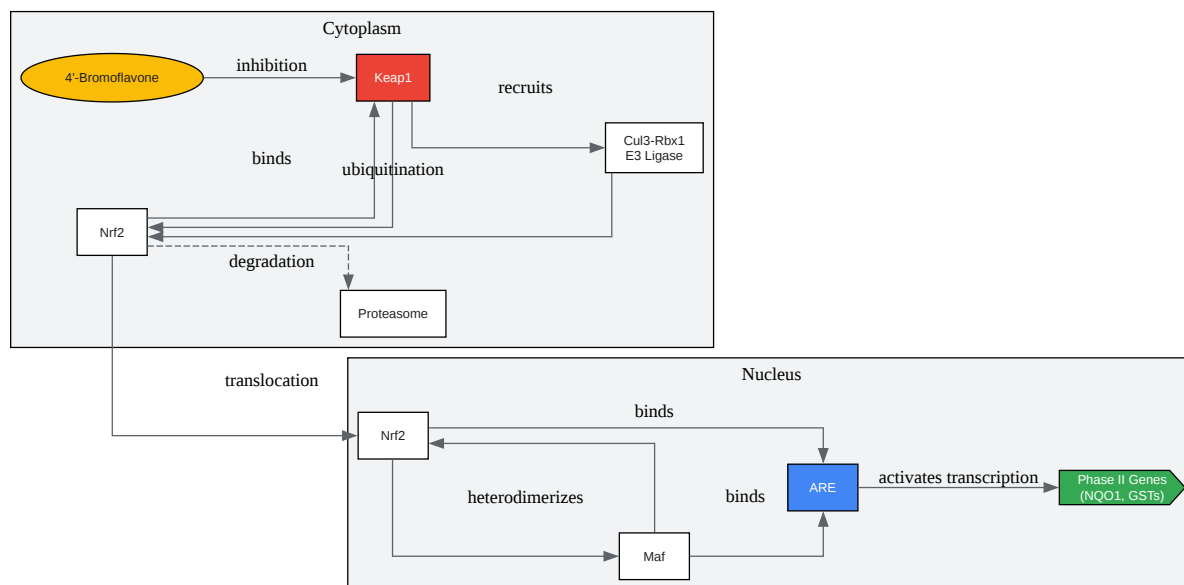 Cytoplasm
4'-Bromoflavone
inhibition
Keap1
recruits
Cul3-Rbx1
E3 Ligase
binds
ubiquitination
Nrf2
degradation
Proteasome
translocation
Nucleus
Nrf2
binds
heterodimerizes
binds
ARE
activates transcription
Phase II Genes
(NQO1, GSTs)
Maf